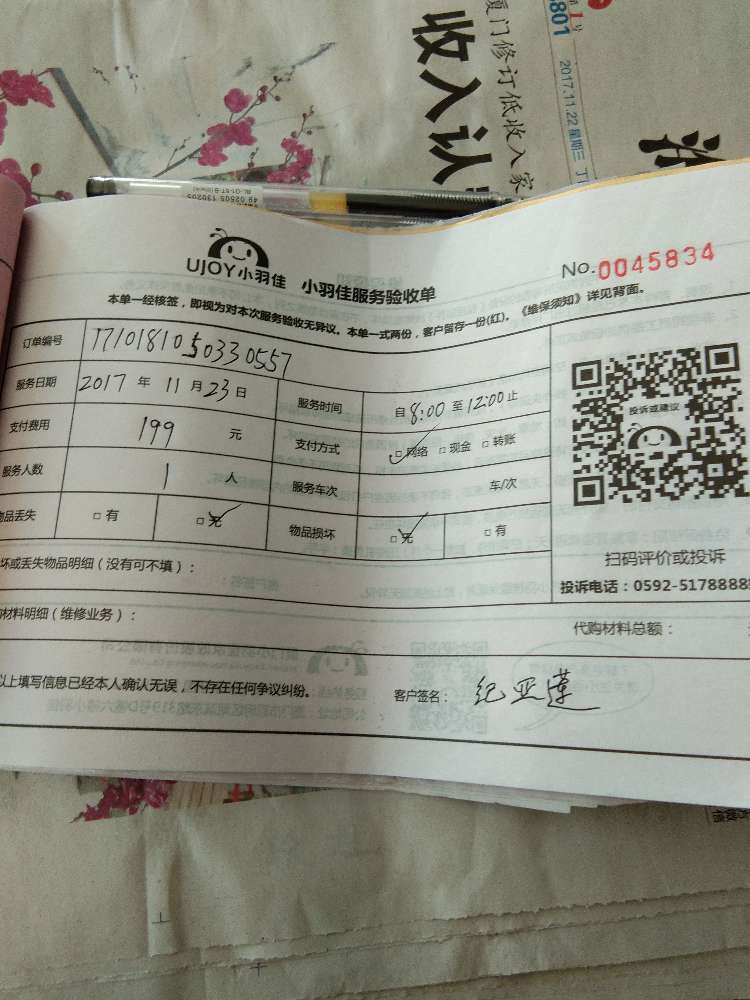 厦门修订低收入家
收入认
8801
第1号
2017.11.22 星期三
UJOY小羽佳 小羽佳服务验收单
No.0045834
本单一经核签，即视为对本次服务验收无异议。本单一式两份，客户留存一份(红)。《维保须知》详见背面。
订单编号 T710181050330557
服务日期 2017 年 11 月 23 日 服务时间 自 8:00 至 12:00 止
支付费用 199 元 支付方式 □网络 □现金 □转账
服务人数 1 人 服务车次 车/次
物品丢失 □有 □无 物品损坏 □无 □有
投诉或建议
扫码评价或投诉
投诉电话：0592-5178888
坏或丢失物品明细（没有可不填）：
材料明细（维修业务）： 代购材料总额：
以上填写信息已经本人确认无误，不存在任何争议纠纷。 客户签名： 纪亚莲